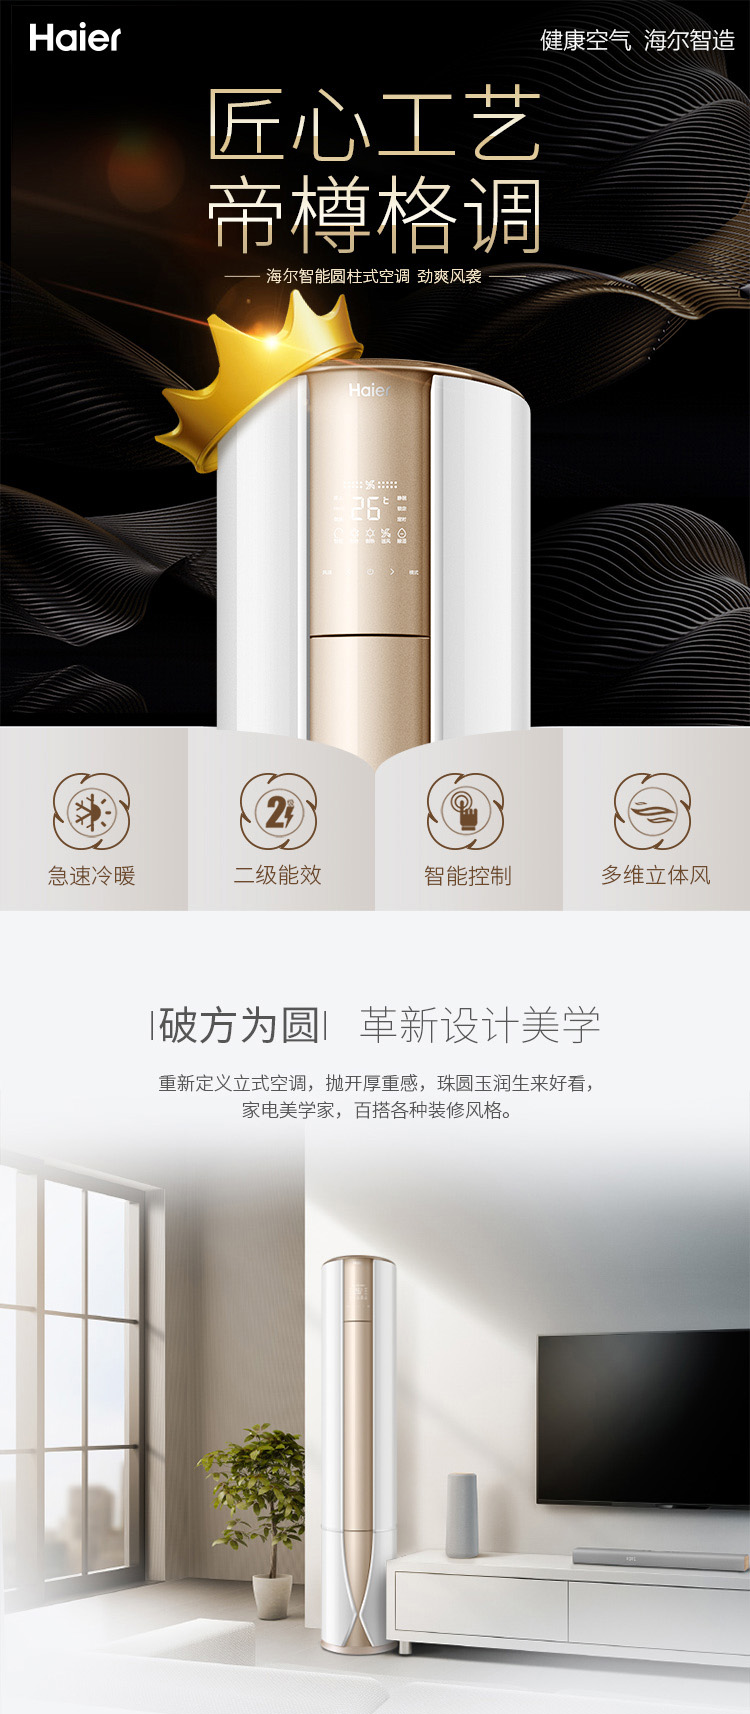 Haier
健康空气 海尔智造
匠心工艺
帝樽格调
海尔智能圆柱式空调 劲爽风袭
Haier
26℃
急速冷暖
二级能效
智能控制
多维立体风
破方为圆 革新设计美学
重新定义立式空调，抛开厚重感，珠圆玉润生来好看，
家电美学家，百搭各种装修风格。